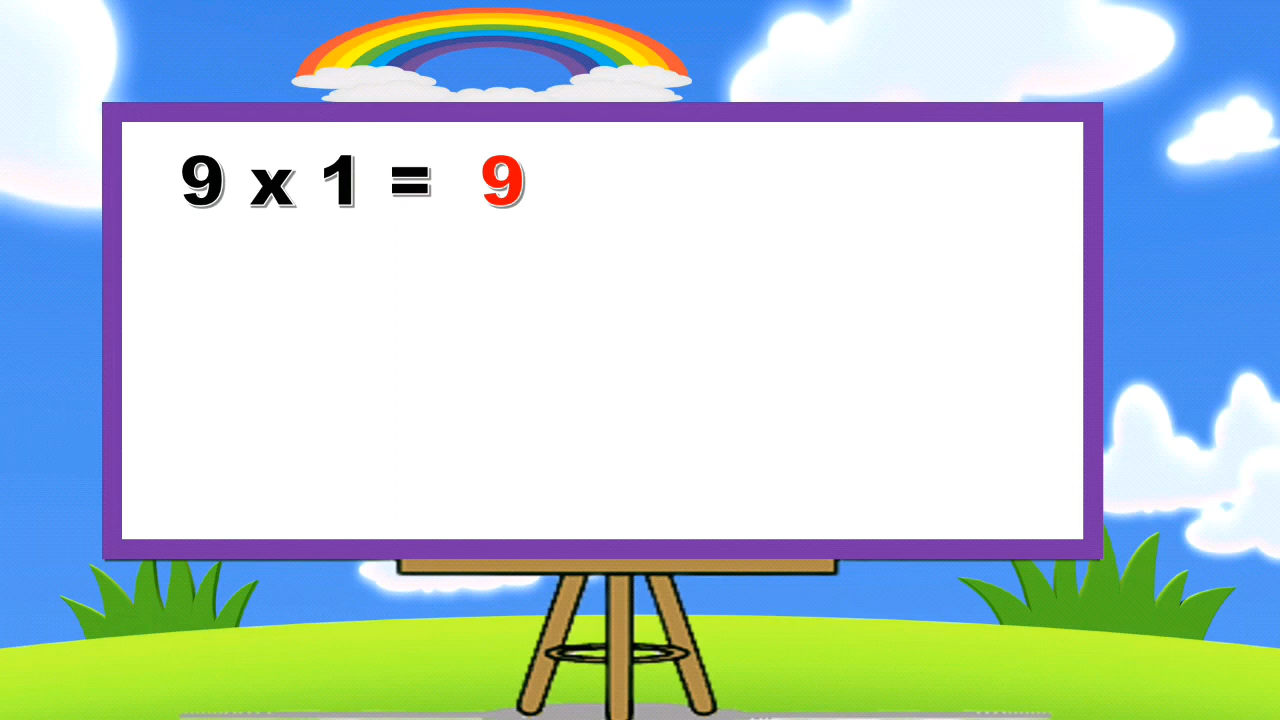 9 x 1 = 9